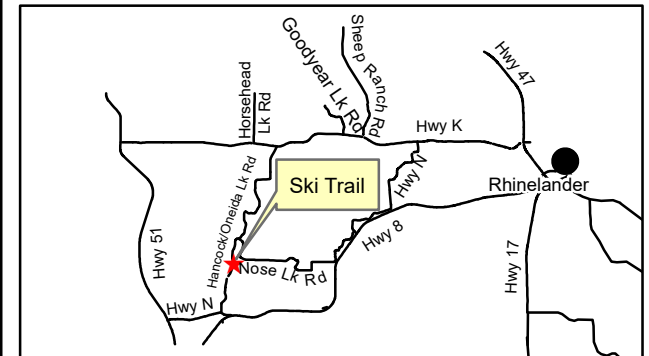 Horsehead
Lk Rd
Goodyear Lk Rd
Sheep Ranch Rd
Hwy 47
Hwy K
Hancock/Oneida Lk Rd
Ski Trail
Hwy N
Rhinelander
Hwy 51
Hwy 8
Nose Lk Rd
Hwy 17
Hwy N